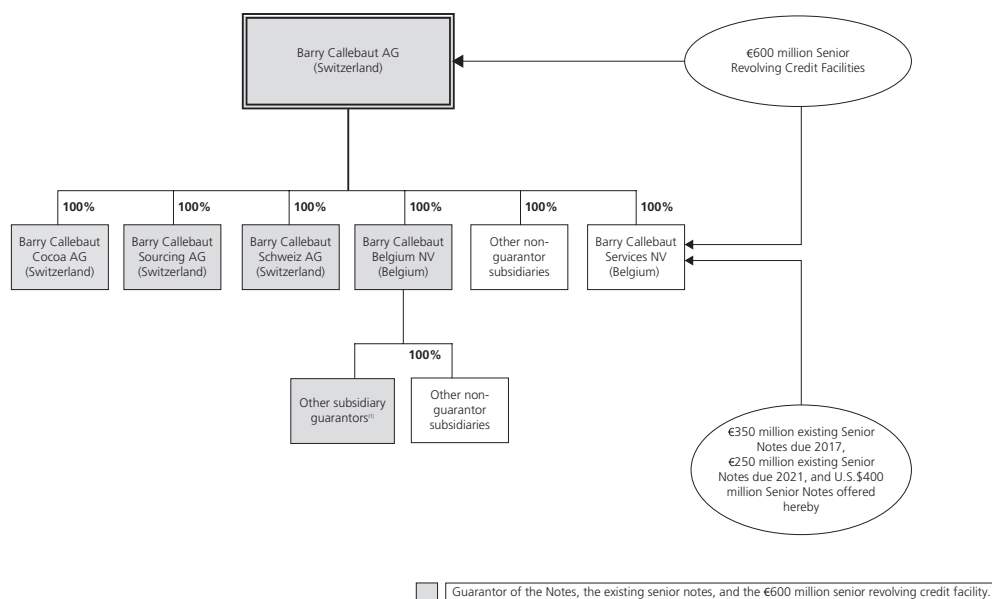 Barry Callebaut AG
(Switzerland)
€600 million Senior
Revolving Credit Facilities
100%
100%
100%
100%
100%
100%
Barry Callebaut
Cocoa AG
(Switzerland)
Barry Callebaut
Sourcing AG
(Switzerland)
Barry Callebaut
Schweiz AG
(Switzerland)
Barry Callebaut
Belgium NV
(Belgium)
Other non-
guarantor
subsidiaries
Barry Callebaut
Services NV
(Belgium)
100%
Other subsidiary
guarantors(1)
Other non-
guarantor
subsidiaries
€350 million existing Senior
Notes due 2017,
€250 million existing Senior
Notes due 2021, and U.S.$400
million Senior Notes offered
hereby
Guarantor of the Notes, the existing senior notes, and the €600 million senior revolving credit facility.